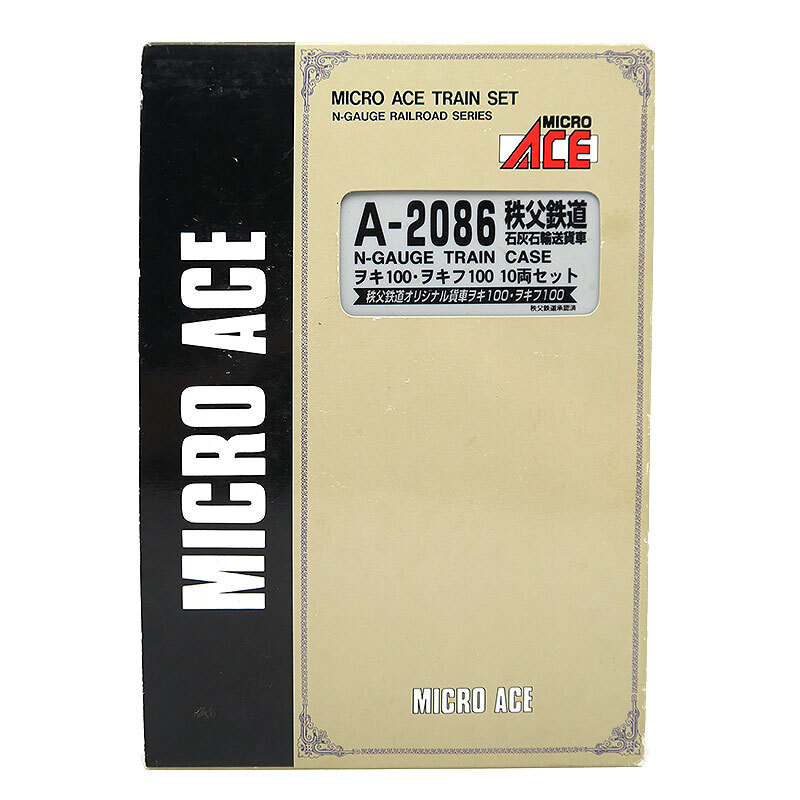 MICRO ACE
MICRO ACE TRAIN SET
N-GAUGE RAILROAD SERIES
MICRO
ACE
A-2086 秩父鉄道
石灰石輸送貨車
N-GAUGE TRAIN CASE
ヲキ100・ヲキフ100 10両セット
秩父鉄道オリジナル貨車ヲキ100・ヲキフ100
秩父鉄道承認済
MICRO ACE